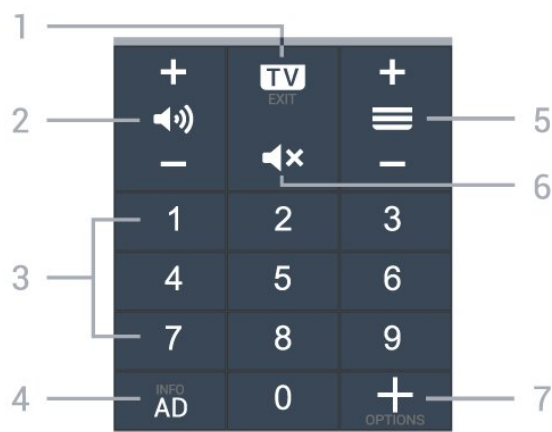 1
+ TV +
EXIT
2 5
- -
6
1 2 3
3 4 5 6
7 8 9
INFO
4 AD 0 + 7
OPTIONS